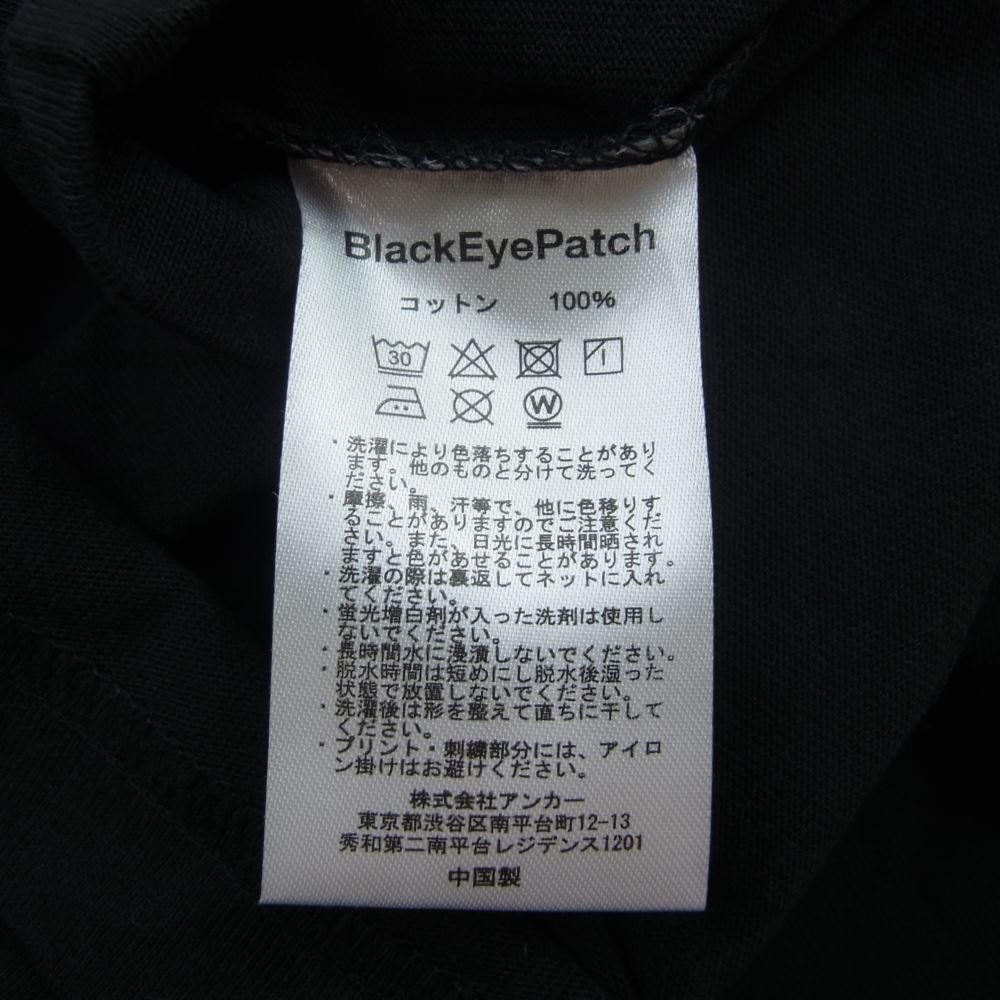 BlackEyePatch
コットン 100%
30
W
・洗濯により色落ちすることがあり
ます。他のものと分けて洗ってく
ださい。
・摩擦、雨、汗等で、他に色移りす
ることがありますのでご注意くだ
さい。また、日光に長時間晒され
ますと色があせることがあります。
・洗濯の際は裏返してネットに入れ
てください。
・蛍光増白剤が入った洗剤は使用し
ないでください。
・長時間水に浸漬しないでください。
・脱水時間は短めにし脱水後湿った
状態で放置しないでください。
・洗濯後は形を整えて直ちに干して
ください。
・プリント・刺繍部分には、アイロ
ン掛けはお避けください。
株式会社アンカー
東京都渋谷区南平台町12-13
秀和第二南平台レジデンス1201
中国製